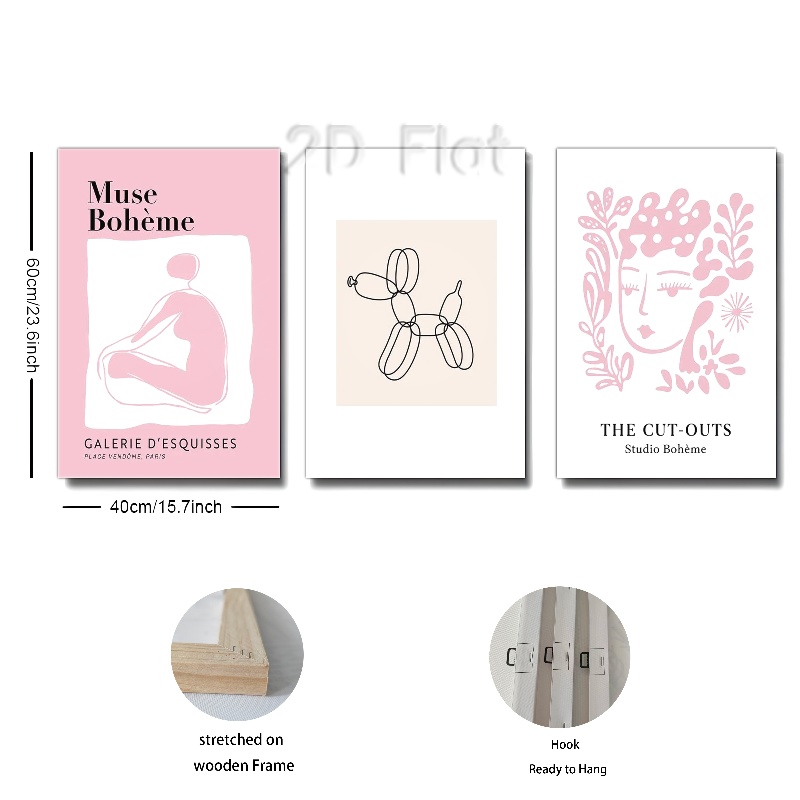 2D Flat
Muse
Bohème
GALERIE D'ESQUISSES
PLACE VENDÔME, PARIS
THE CUT-OUTS
Studio Bohème
60cm/23.6inch
40cm/15.7inch
stretched on
wooden Frame
Hook
Ready to Hang